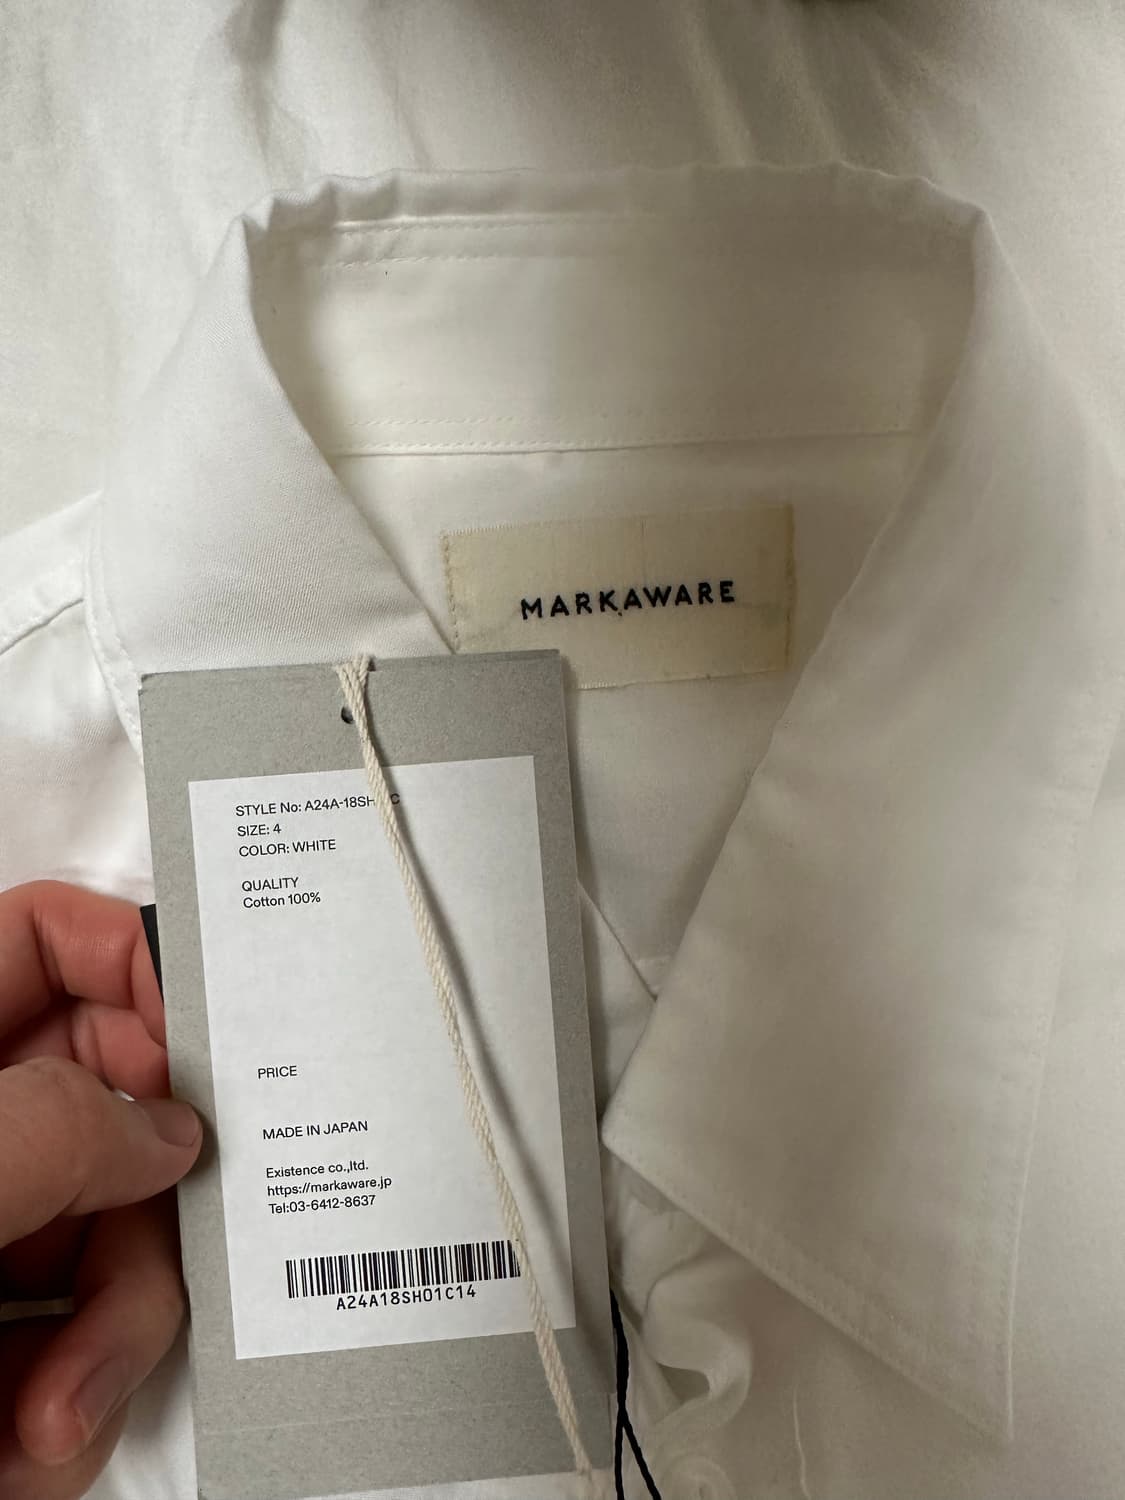 MARKAWARE
STYLE No: A24A-18SH C
SIZE: 4
COLOR: WHITE
QUALITY
Cotton 100%
PRICE
MADE IN JAPAN
Existence co.,ltd.
https://markaware.jp
Tel:03-6412-8637
A24A18SH01C14